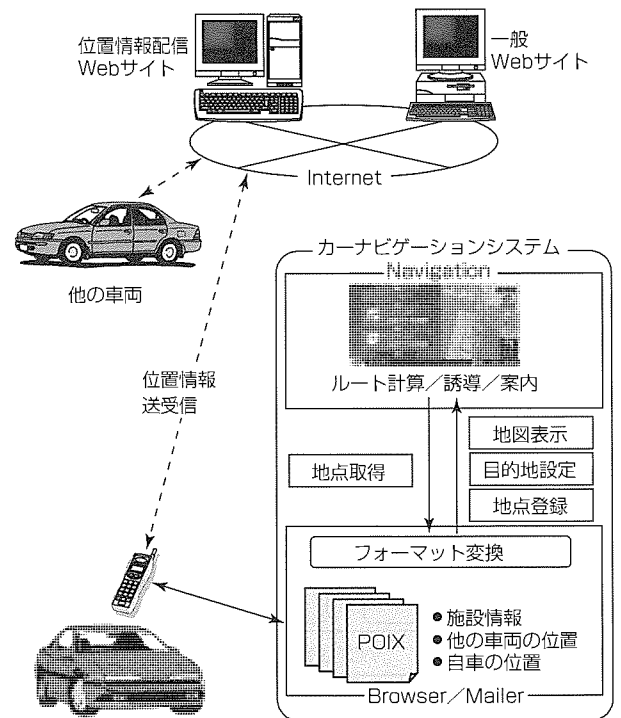 位置情報配信
Webサイト
一般
Webサイト
Internet
他の車両
カーナビゲーションシステム
Navigation
ルート計算／誘導／案内
位置情報
送受信
地点取得
地図表示
目的地設定
地点登録
フォーマット変換
POIX
●施設情報
●他の車両の位置
●自車の位置
Browser／Mailer